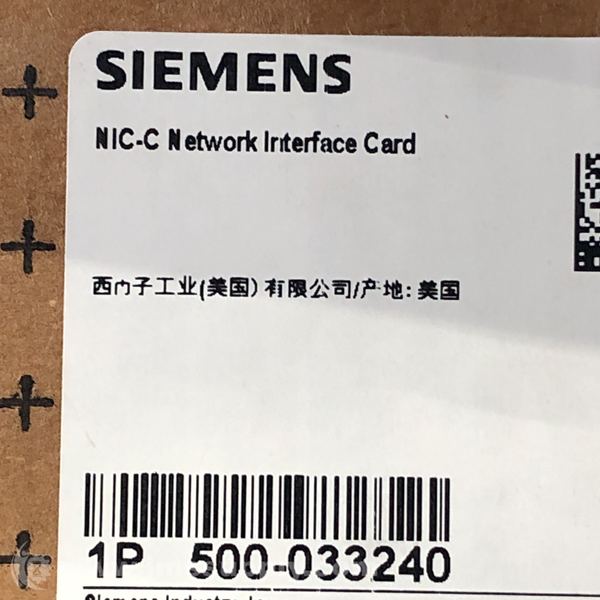 SIEMENS
NIC-C Network Interface Card
西门子工业(美国)有限公司/产地: 美国
1P 500-033240